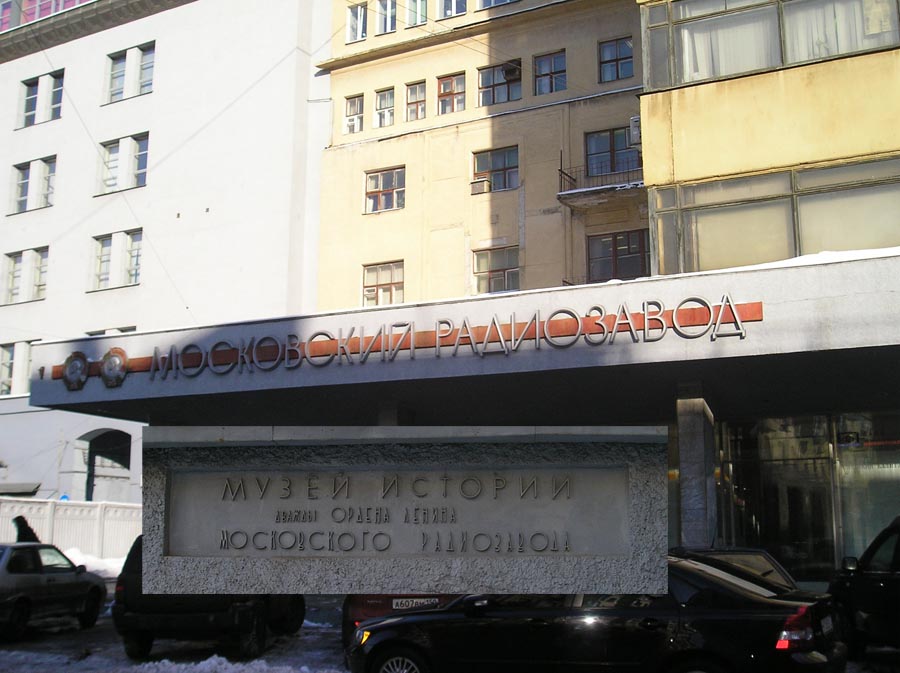 МОСКОВСКИЙ РАДИОЗАВОД
МУЗЕЙ ИСТОРИИ
ДВАЖДЫ ОРДЕНА ЛЕНИНА
МОСКОВСКОГО РАДИОЗАВОДА